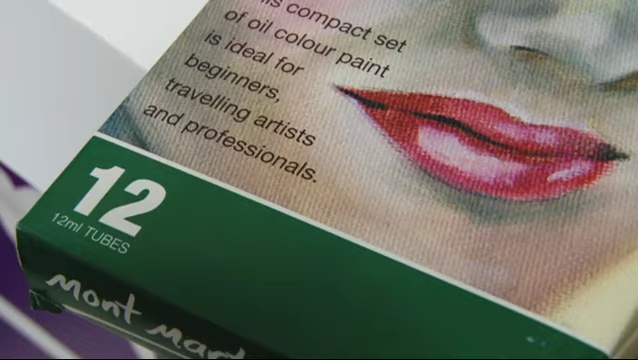 is compact set
of oil colour paint
is ideal for
beginners,
travelling artists
and professionals.
12
12ml TUBES
mont mar